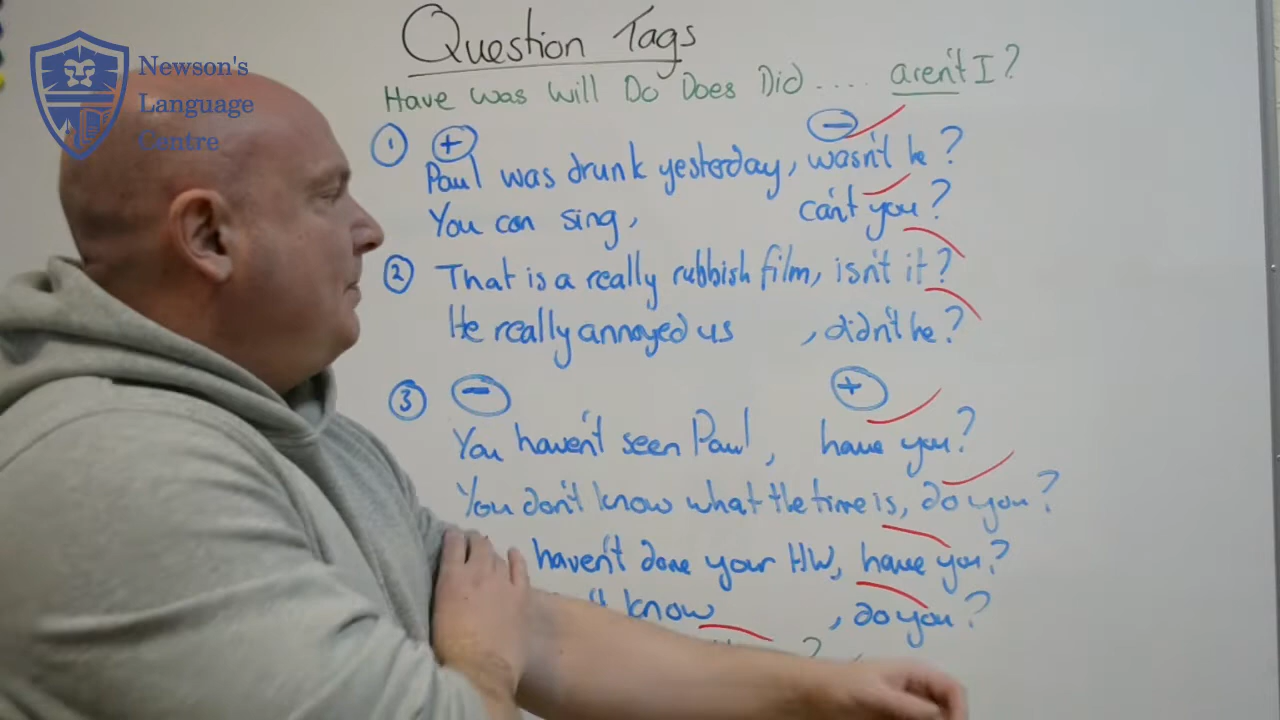 Newson's
Language
Centre
Question Tags
Have Was Will Do Does Did .... aren't I?
1 + −
Paul was drunk yesterday, wasn't he?
You can sing, can't you?
2 That is a really rubbish film, isn't it?
He really annoyed us , didn't he?
3 − +
You haven't seen Paul, have you?
You don't know what the time is, do you?
haven't done your HW, have you?
know , do you?
?